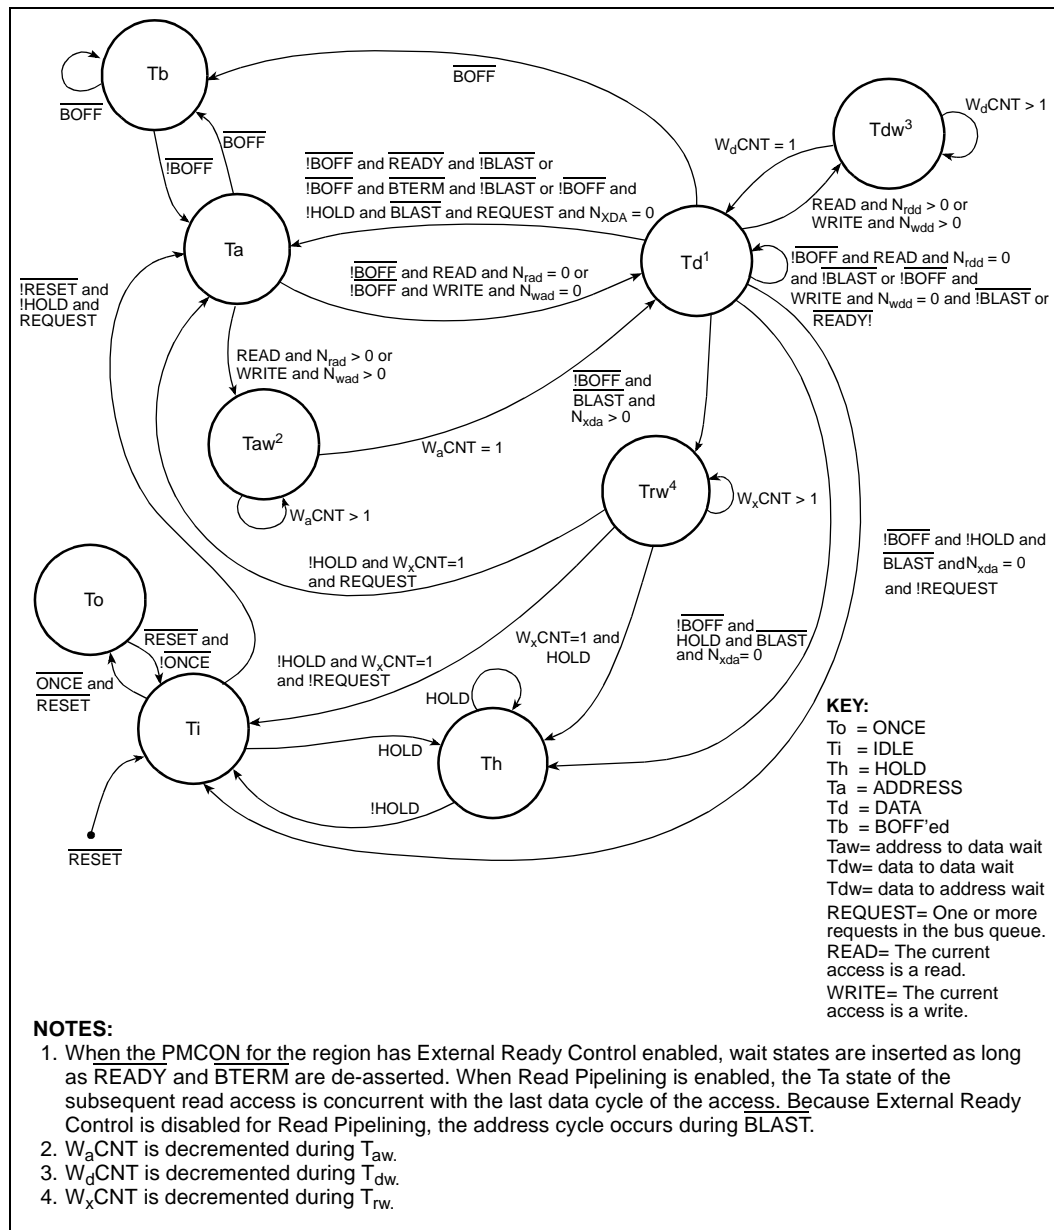 Tb
BOFF
BOFF
!BOFF
BOFF
Tdw3
WdCNT > 1
WdCNT = 1
READ and Nrdd > 0 or
WRITE and Nwdd > 0
!BOFF and READY and !BLAST or
!BOFF and BTERM and !BLAST or !BOFF and
!HOLD and BLAST and REQUEST and NXDA = 0
Ta
Td1
!BOFF and READ and Nrad = 0 or
!BOFF and WRITE and Nwad = 0
!BOFF and READ and Nrdd = 0
and !BLAST or !BOFF and
WRITE and Nwdd = 0 and !BLAST or
READY!
!RESET and
!HOLD and
REQUEST
READ and Nrad > 0 or
WRITE and Nwad > 0
!BOFF and
BLAST and
Nxda > 0
Taw2
WaCNT = 1
WaCNT > 1
Trw4
WxCNT > 1
!HOLD and WxCNT=1
and REQUEST
!BOFF and !HOLD and
BLAST andNxda = 0
and !REQUEST
To
RESET and
!ONCE
ONCE and
RESET
!HOLD and WxCNT=1
and !REQUEST
WxCNT=1 and
HOLD
!BOFF and
HOLD and BLAST
and Nxda= 0
Ti
HOLD
HOLD
Th
!HOLD
RESET
KEY:
To = ONCE
Ti = IDLE
Th = HOLD
Ta = ADDRESS
Td = DATA
Tb = BOFF'ed
Taw= address to data wait
Tdw= data to data wait
Tdw= data to address wait
REQUEST= One or more
requests in the bus queue.
READ= The current
access is a read.
WRITE= The current
access is a write.
NOTES:
1. When the PMCON for the region has External Ready Control enabled, wait states are inserted as long
as READY and BTERM are de-asserted. When Read Pipelining is enabled, the Ta state of the
subsequent read access is concurrent with the last data cycle of the access. Because External Ready
Control is disabled for Read Pipelining, the address cycle occurs during BLAST.
2. WaCNT is decremented during Taw.
3. WdCNT is decremented during Tdw.
4. WxCNT is decremented during Trw.